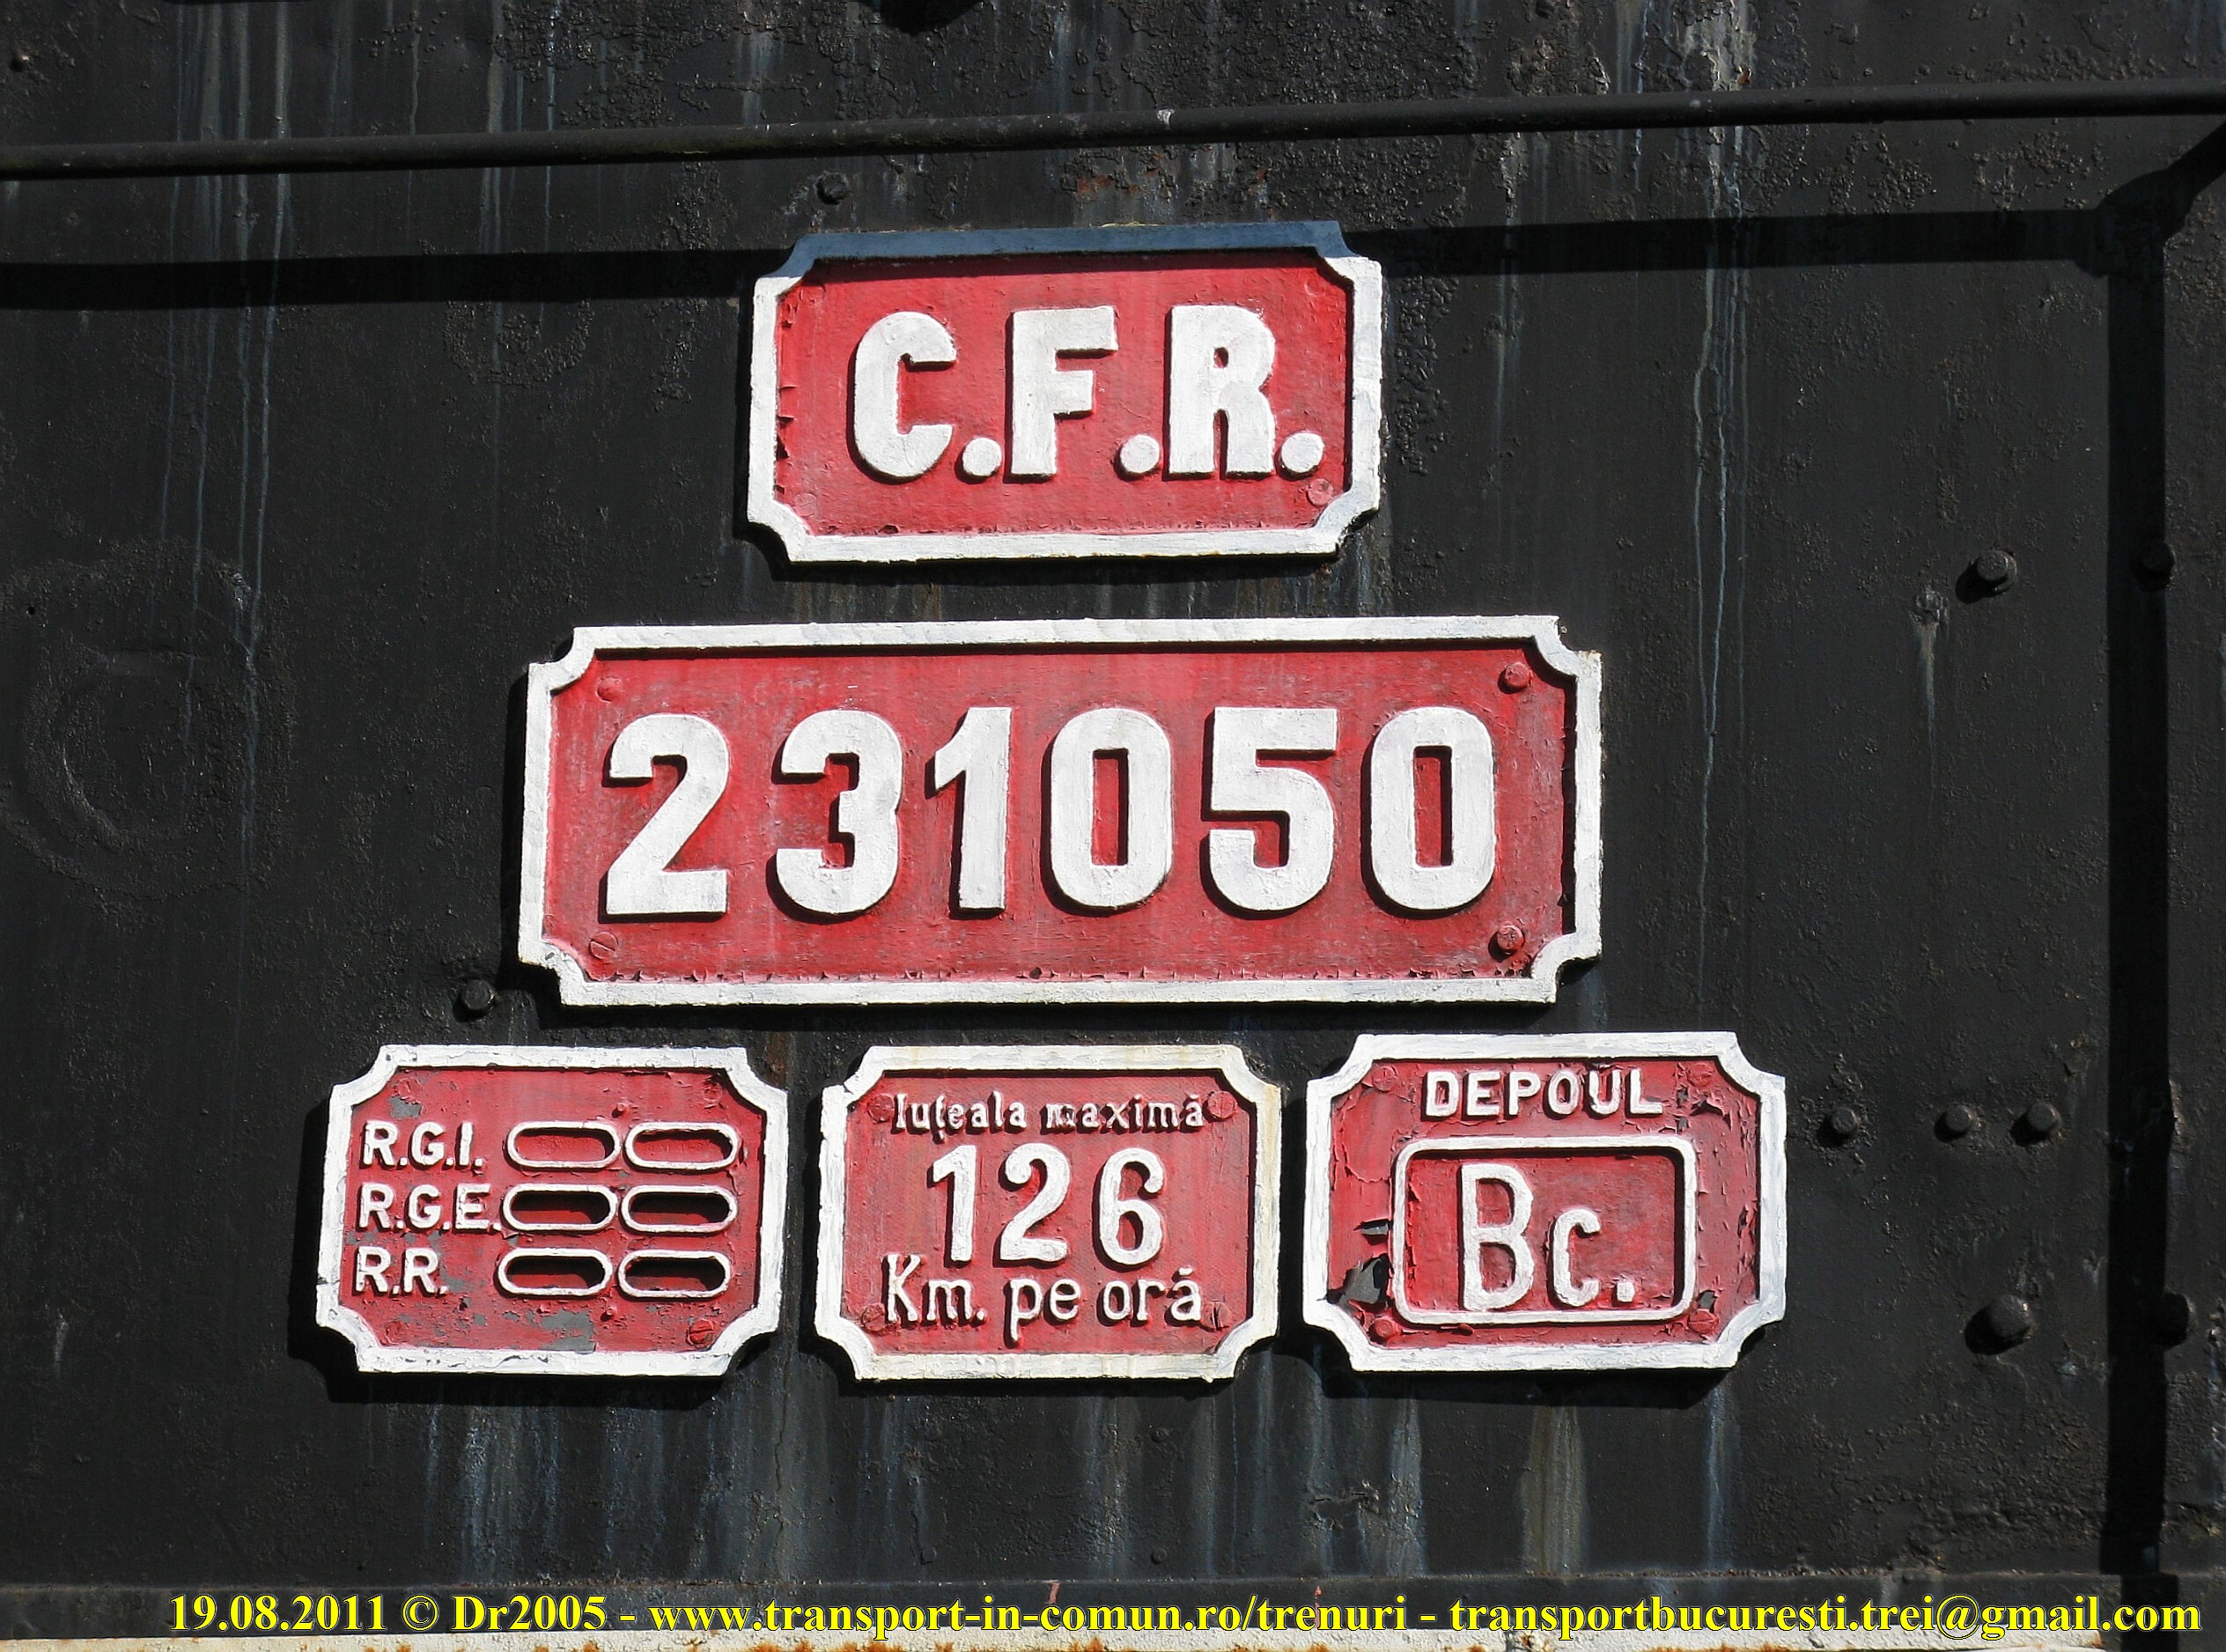 C.F.R.
231050
R.G.I.
R.G.E.
R.R.
Iuțeala maximă
126
Km. pe oră
DEPOUL
Bc.
19.08.2011 © Dr2005 - www.transport-in-comun.ro/trenuri - transportbucuresti.trei@gmail.com